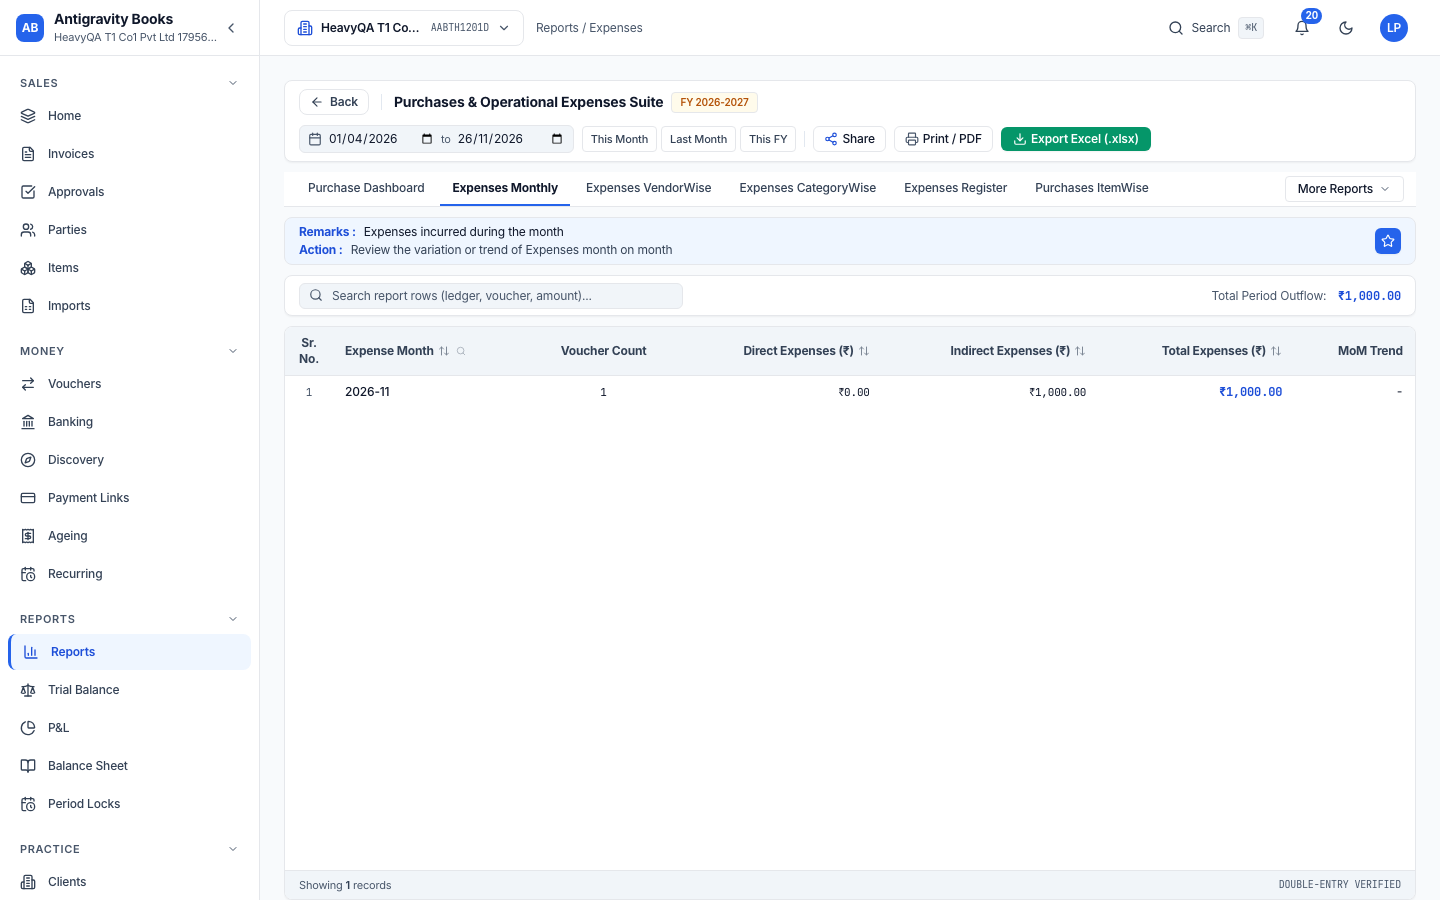 AB
Antigravity Books
HeavyQA T1 Co1 Pvt Ltd 17956...
SALES
Home
Invoices
Approvals
Parties
Items
Imports
MONEY
Vouchers
Banking
Discovery
Payment Links
Ageing
Recurring
REPORTS
Reports
Trial Balance
P&L
Balance Sheet
Period Locks
PRACTICE
Clients
HeavyQA T1 Co... AABTH1201D
Reports / Expenses
Search ⌘K
20
LP
Back
Purchases & Operational Expenses Suite
FY 2026-2027
01/04/2026 to 26/11/2026
This Month
Last Month
This FY
Share
Print / PDF
Export Excel (.xlsx)
Purchase Dashboard
Expenses Monthly
Expenses VendorWise
Expenses CategoryWise
Expenses Register
Purchases ItemWise
More Reports
Remarks : Expenses incurred during the month
Action : Review the variation or trend of Expenses month on month
Search report rows (ledger, voucher, amount)...
Total Period Outflow: ₹1,000.00
Sr. No. Expense Month Voucher Count Direct Expenses (₹) Indirect Expenses (₹) Total Expenses (₹) MoM Trend
1 2026-11 1 ₹0.00 ₹1,000.00 ₹1,000.00 -
Showing 1 records
DOUBLE-ENTRY VERIFIED